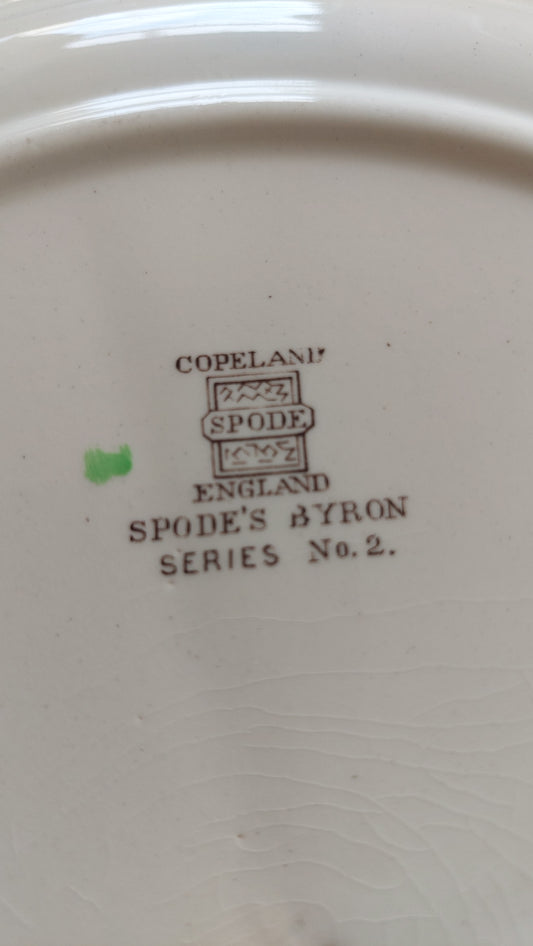 COPELAND
SPODE
ENGLAND
SPODE'S BYRON
SERIES No. 2.